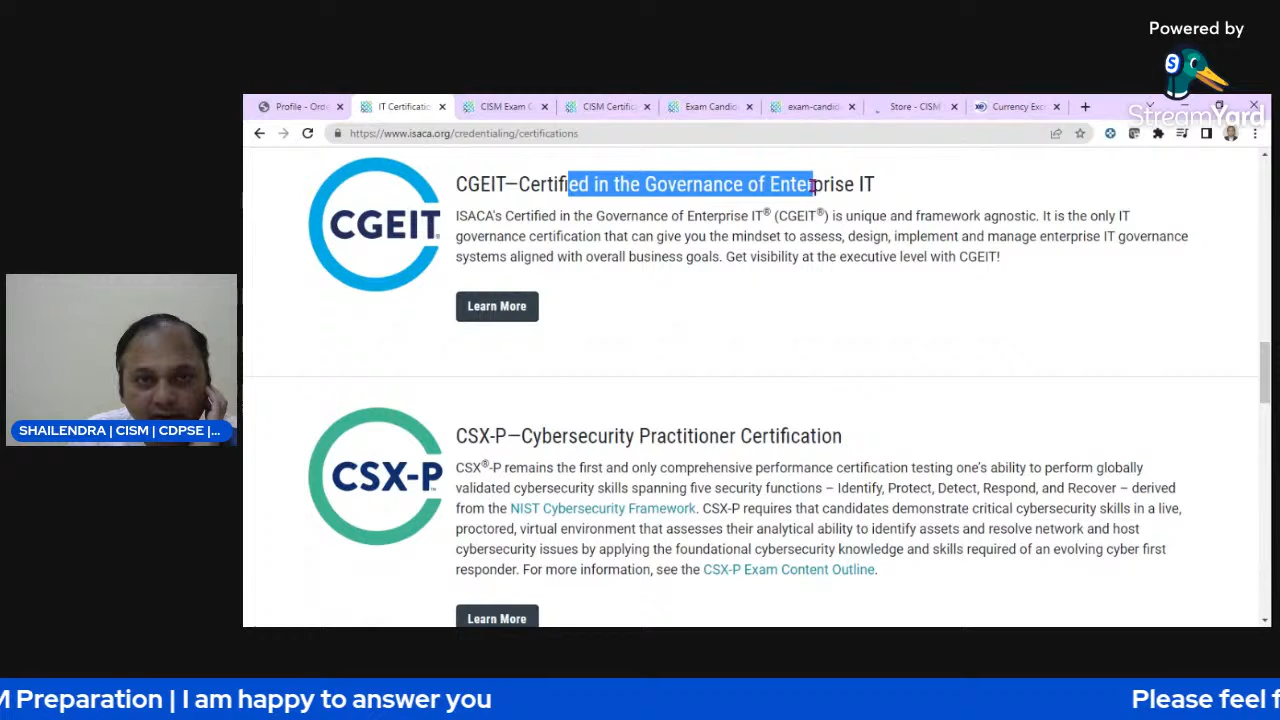 Powered by
S
StreamYard
Profile - Ord
IT Certificatio
CISM Exam C
CISM Certific
Exam Candid
exam-candid
Store - CISM
Currency Exc
https://www.isaca.org/credentialing/certifications
CGEIT®
CGEIT—Certified in the Governance of Enterprise IT
ISACA's Certified in the Governance of Enterprise IT® (CGEIT®) is unique and framework agnostic. It is the only IT
governance certification that can give you the mindset to assess, design, implement and manage enterprise IT governance
systems aligned with overall business goals. Get visibility at the executive level with CGEIT!
Learn More
CSX-P™
CSX-P—Cybersecurity Practitioner Certification
CSX®-P remains the first and only comprehensive performance certification testing one's ability to perform globally
validated cybersecurity skills spanning five security functions – Identify, Protect, Detect, Respond, and Recover – derived
from the NIST Cybersecurity Framework. CSX-P requires that candidates demonstrate critical cybersecurity skills in a live,
proctored, virtual environment that assesses their analytical ability to identify assets and resolve network and host
cybersecurity issues by applying the foundational cybersecurity knowledge and skills required of an evolving cyber first
responder. For more information, see the CSX-P Exam Content Outline.
Learn More
SHAILENDRA | CISM | CDPSE |...
M Preparation | I am happy to answer you
Please feel f